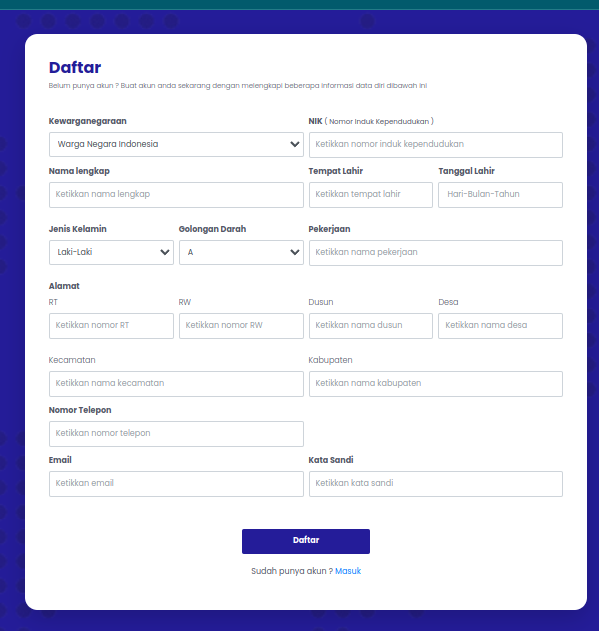 Daftar
Belum punya akun ? Buat akun anda sekarang dengan melengkapi beberapa informasi data diri dibawah ini
Kewarganegaraan
NIK ( Nomor Induk Kependudukan )
Warga Negara Indonesia
Ketikkan nomor induk kependudukan
Nama lengkap
Tempat Lahir
Tanggal Lahir
Ketikkan nama lengkap
Ketikkan tempat lahir
Hari-Bulan-Tahun
Jenis Kelamin
Golongan Darah
Pekerjaan
Laki-Laki
A
Ketikkan nama pekerjaan
Alamat
RT
RW
Dusun
Desa
Ketikkan nomor RT
Ketikkan nomor RW
Ketikkan nama dusun
Ketikkan nama desa
Kecamatan
Kabupaten
Ketikkan nama kecamatan
Ketikkan nama kabupaten
Nomor Telepon
Ketikkan nomor telepon
Email
Kata Sandi
Ketikkan email
Ketikkan kata sandi
Daftar
Sudah punya akun ? Masuk